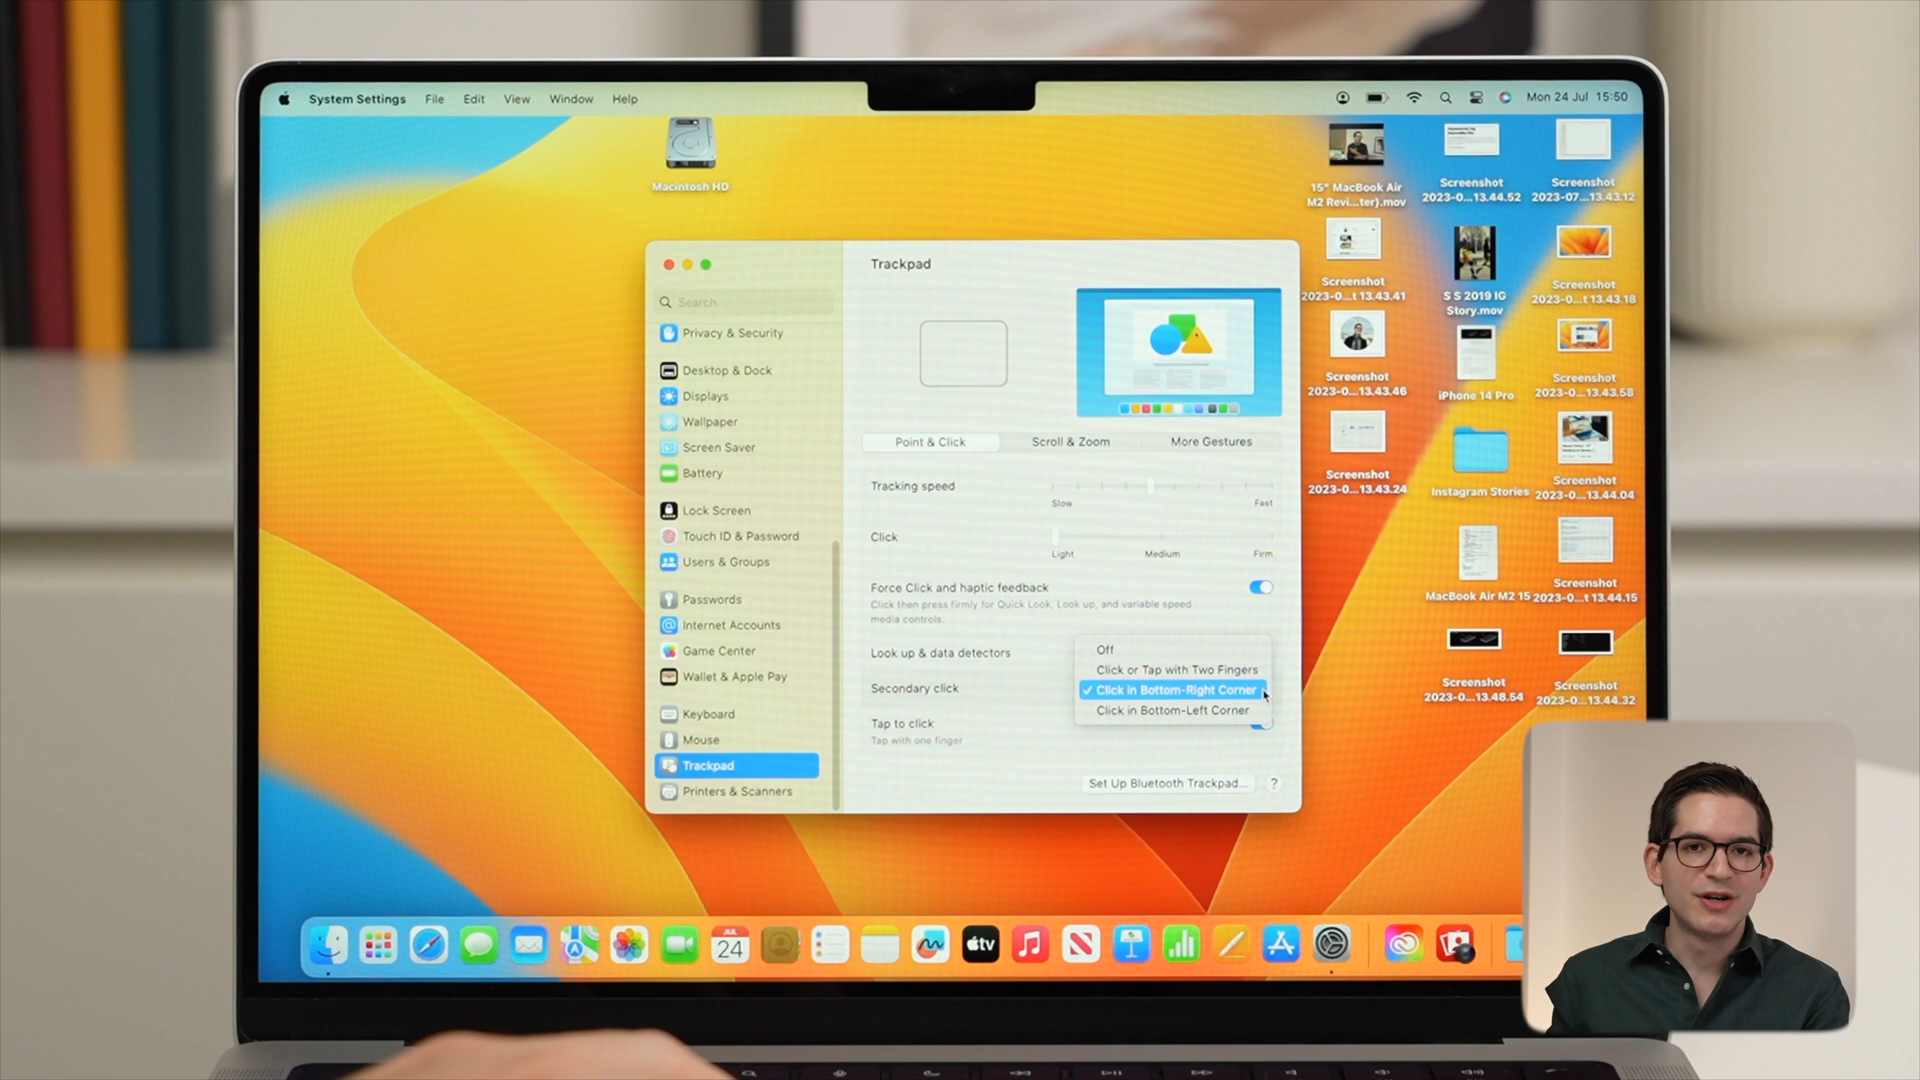 System Settings File Edit View Window Help
Mon 24 Jul 15:50
Macintosh HD
15" MacBook Air
M2 Revi...ter).mov
Screenshot
2023-0...13.44.52
Screenshot
2023-07...13.43.12
Screenshot
2023-0...t 13.43.41
S S 2019 IG
Story.mov
Screenshot
2023-0...t 13.43.18
Screenshot
2023-0...13.43.46
iPhone 14 Pro
Screenshot
2023-0...13.43.58
Screenshot
2023-0...13.43.24
Instagram Stories
Screenshot
2023-0...t 13.44.04
MacBook Air M2 15
Screenshot
2023-0...t 13.44.15
Screenshot
2023-0...13.48.54
Screenshot
2023-0...13.44.32
Search
Privacy & Security
Desktop & Dock
Displays
Wallpaper
Screen Saver
Battery
Lock Screen
Touch ID & Password
Users & Groups
Passwords
Internet Accounts
Game Center
Wallet & Apple Pay
Keyboard
Mouse
Trackpad
Printers & Scanners
Trackpad
Point & Click
Scroll & Zoom
More Gestures
Tracking speed
Slow
Fast
Click
Light
Medium
Firm
Force Click and haptic feedback
Click then press firmly for Quick Look, Look up, and variable speed
media controls.
Look up & data detectors
Secondary click
Off
Click or Tap with Two Fingers
✓ Click in Bottom-Right Corner
Click in Bottom-Left Corner
Tap to click
Tap with one finger
Set Up Bluetooth Trackpad...
?
JUL
24
tv